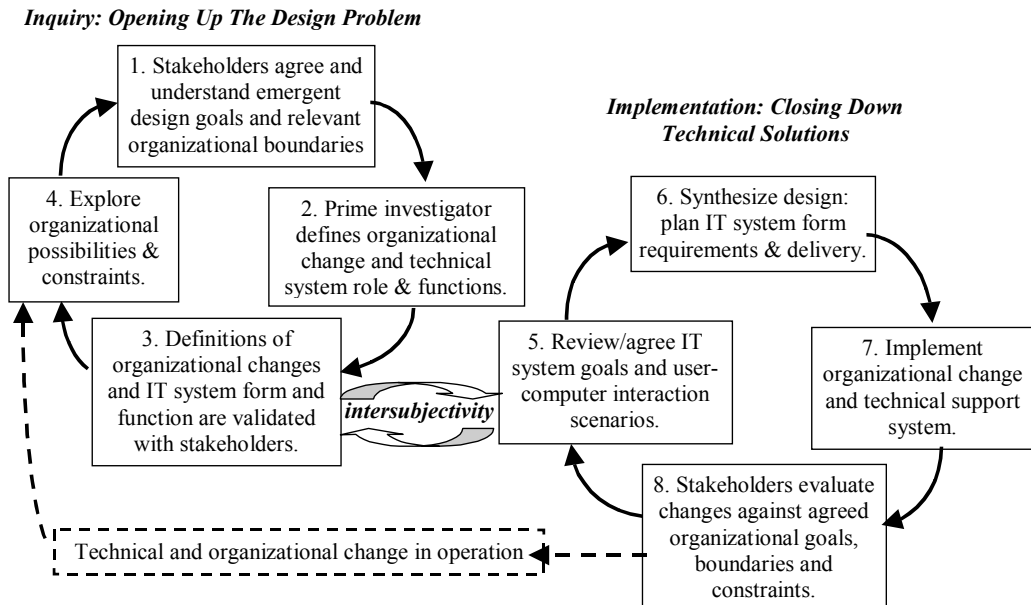 Inquiry: Opening Up The Design Problem
1. Stakeholders agree and
understand emergent
design goals and relevant
organizational boundaries
2. Prime investigator
defines organizational
change and technical
system role & functions.
3. Definitions of
organizational changes
and IT system form and
function are validated
with stakeholders.
4. Explore
organizational
possibilities &
constraints.
intersubjectivity
Implementation: Closing Down
Technical Solutions
5. Review/agree IT
system goals and user-
computer interaction
scenarios.
6. Synthesize design:
plan IT system form
requirements & delivery.
7. Implement
organizational change
and technical support
system.
8. Stakeholders evaluate
changes against agreed
organizational goals,
boundaries and
constraints.
Technical and organizational change in operation